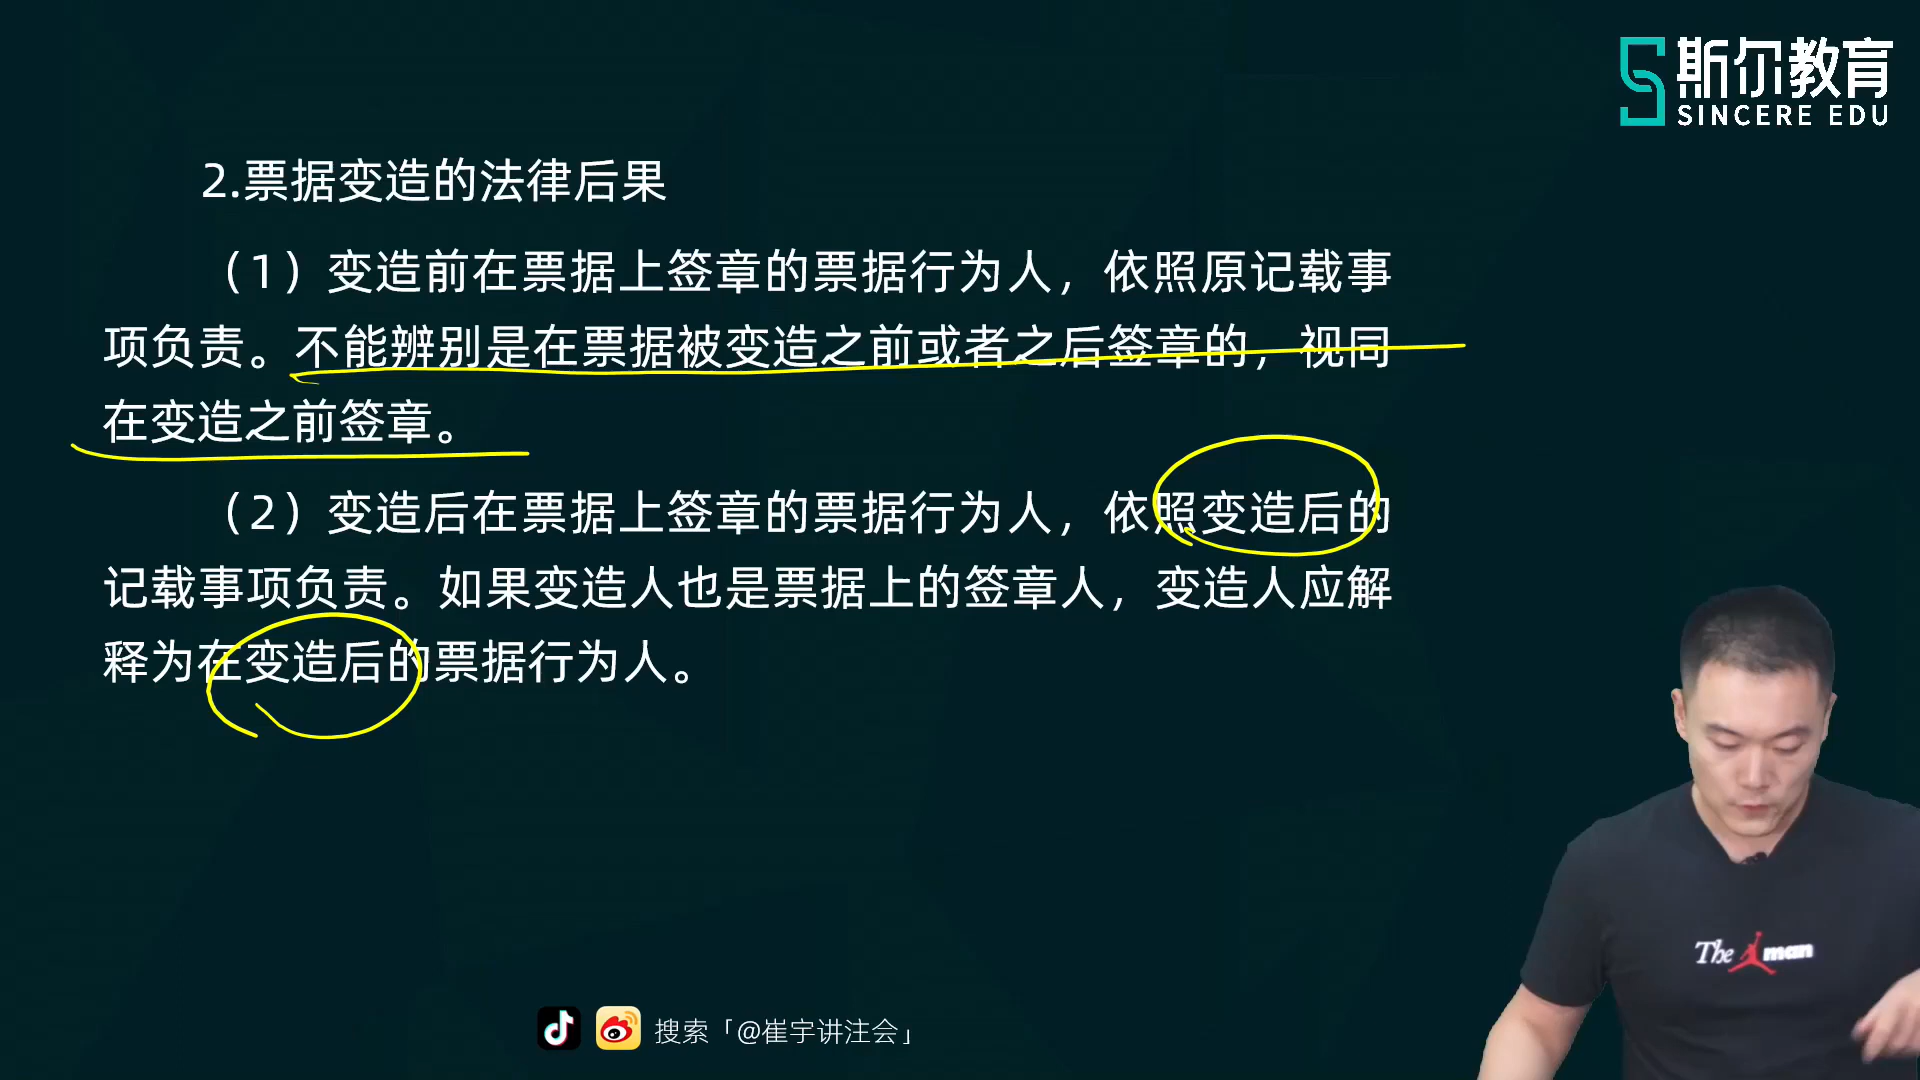 斯尔教育
SINCERE EDU
2.票据变造的法律后果
（1）变造前在票据上签章的票据行为人，依照原记载事
项负责。不能辨别是在票据被变造之前或者之后签章的，视同
在变造之前签章。
（2）变造后在票据上签章的票据行为人，依照变造后的
记载事项负责。如果变造人也是票据上的签章人，变造人应解
释为在变造后的票据行为人。
The man
搜索「@崔宇讲注会」